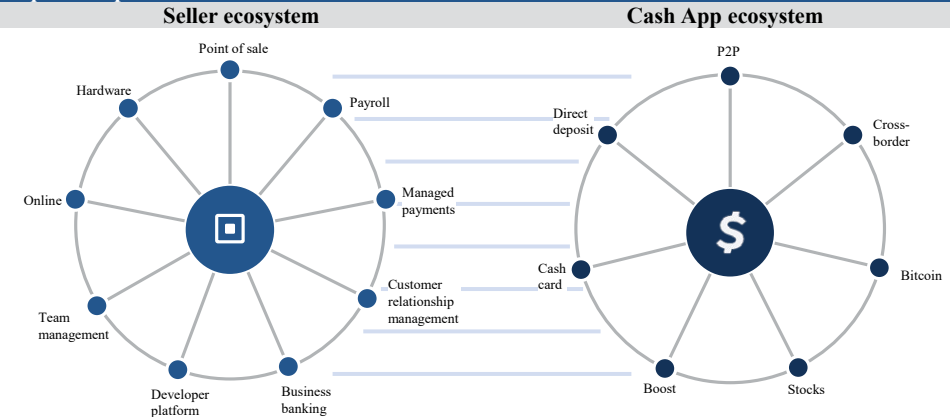 Seller ecosystem
Cash App ecosystem
Point of sale
Hardware
Payroll
Online
Managed
payments
Customer
relationship
management
Team
management
Developer
platform
Business
banking
P2P
Direct
deposit
Cross-
border
Cash
card
Bitcoin
Boost
Stocks
$